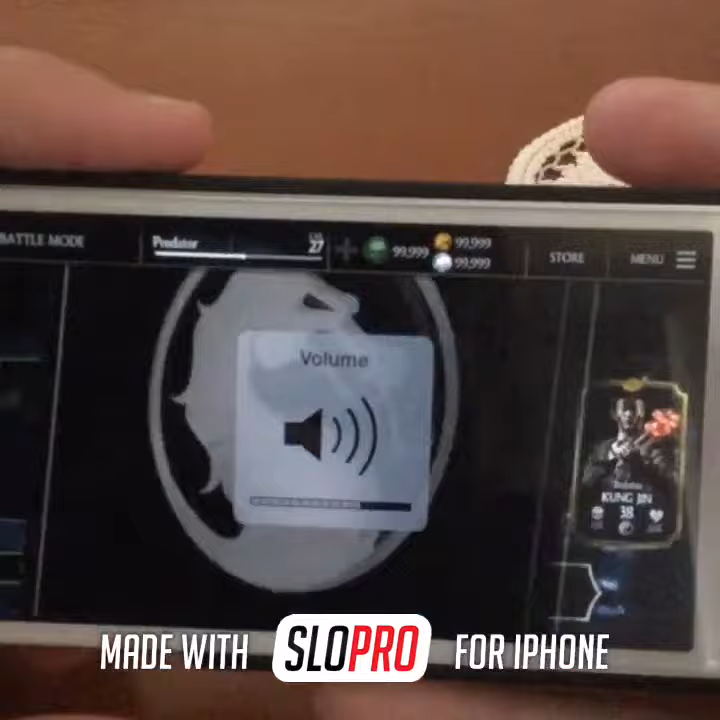 BATTLE MODE
Predator
LVL
27
99,999
99,999
99,999
STORE
MENU
Volume
KUNG JIN
38
MADE WITH SLOPRO FOR IPHONE